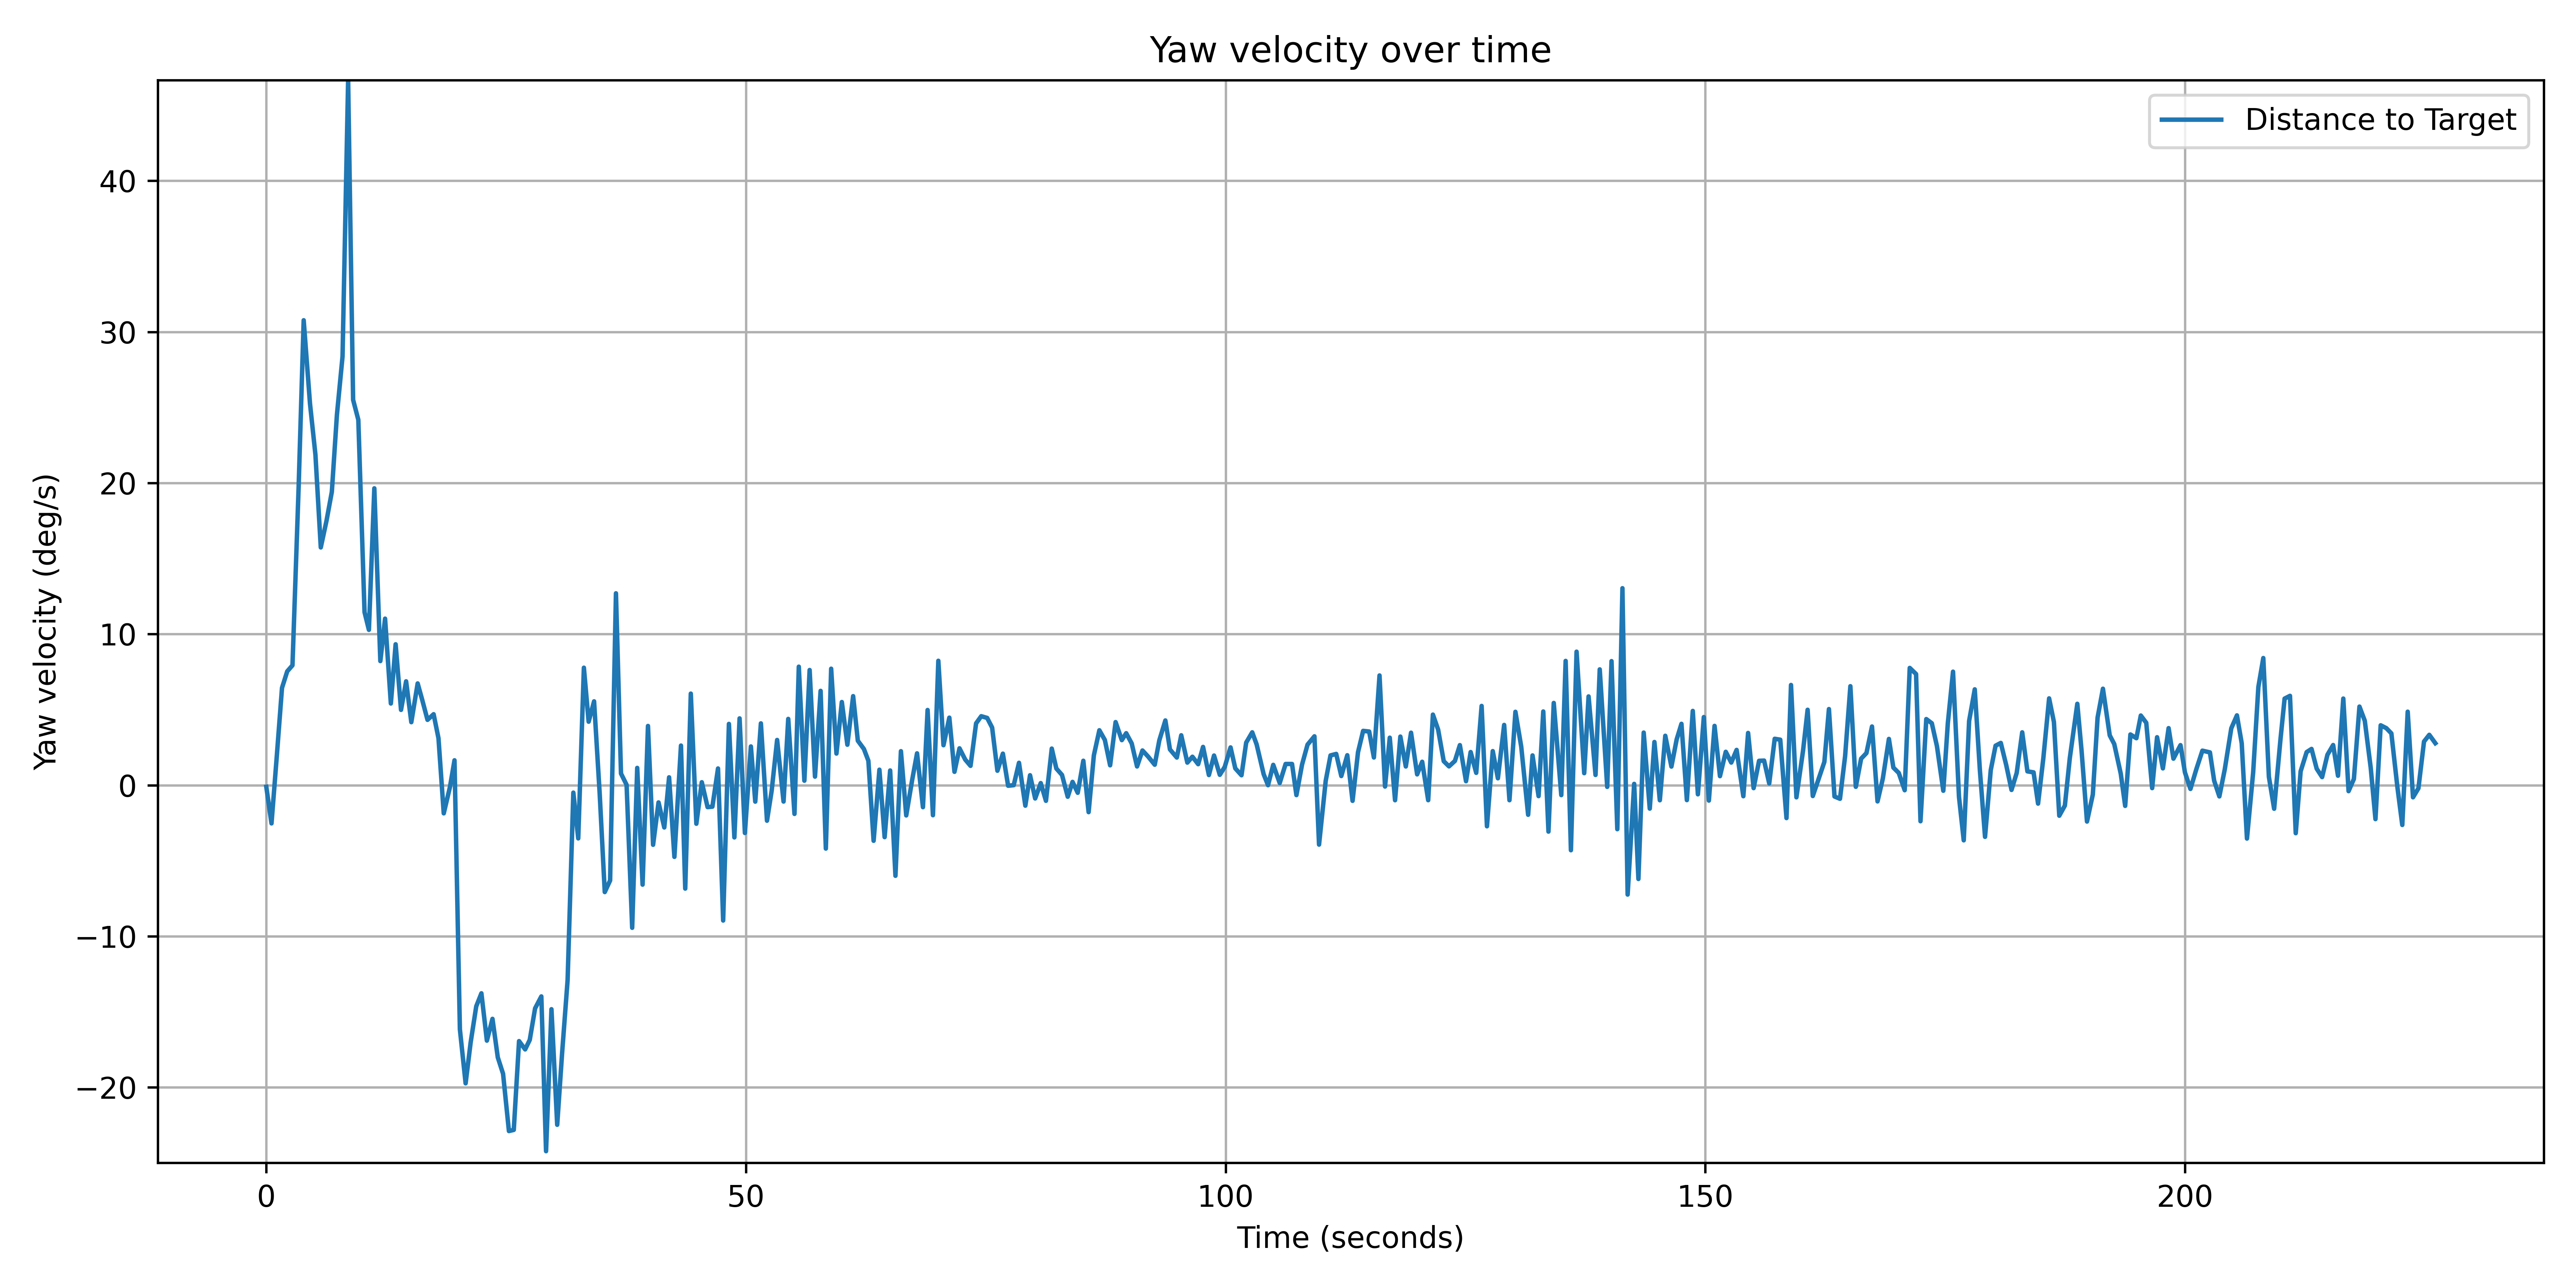 Yaw velocity over time
Distance to Target
Yaw velocity (deg/s)
40
30
20
10
0
−10
−20
0 50 100 150 200
Time (seconds)